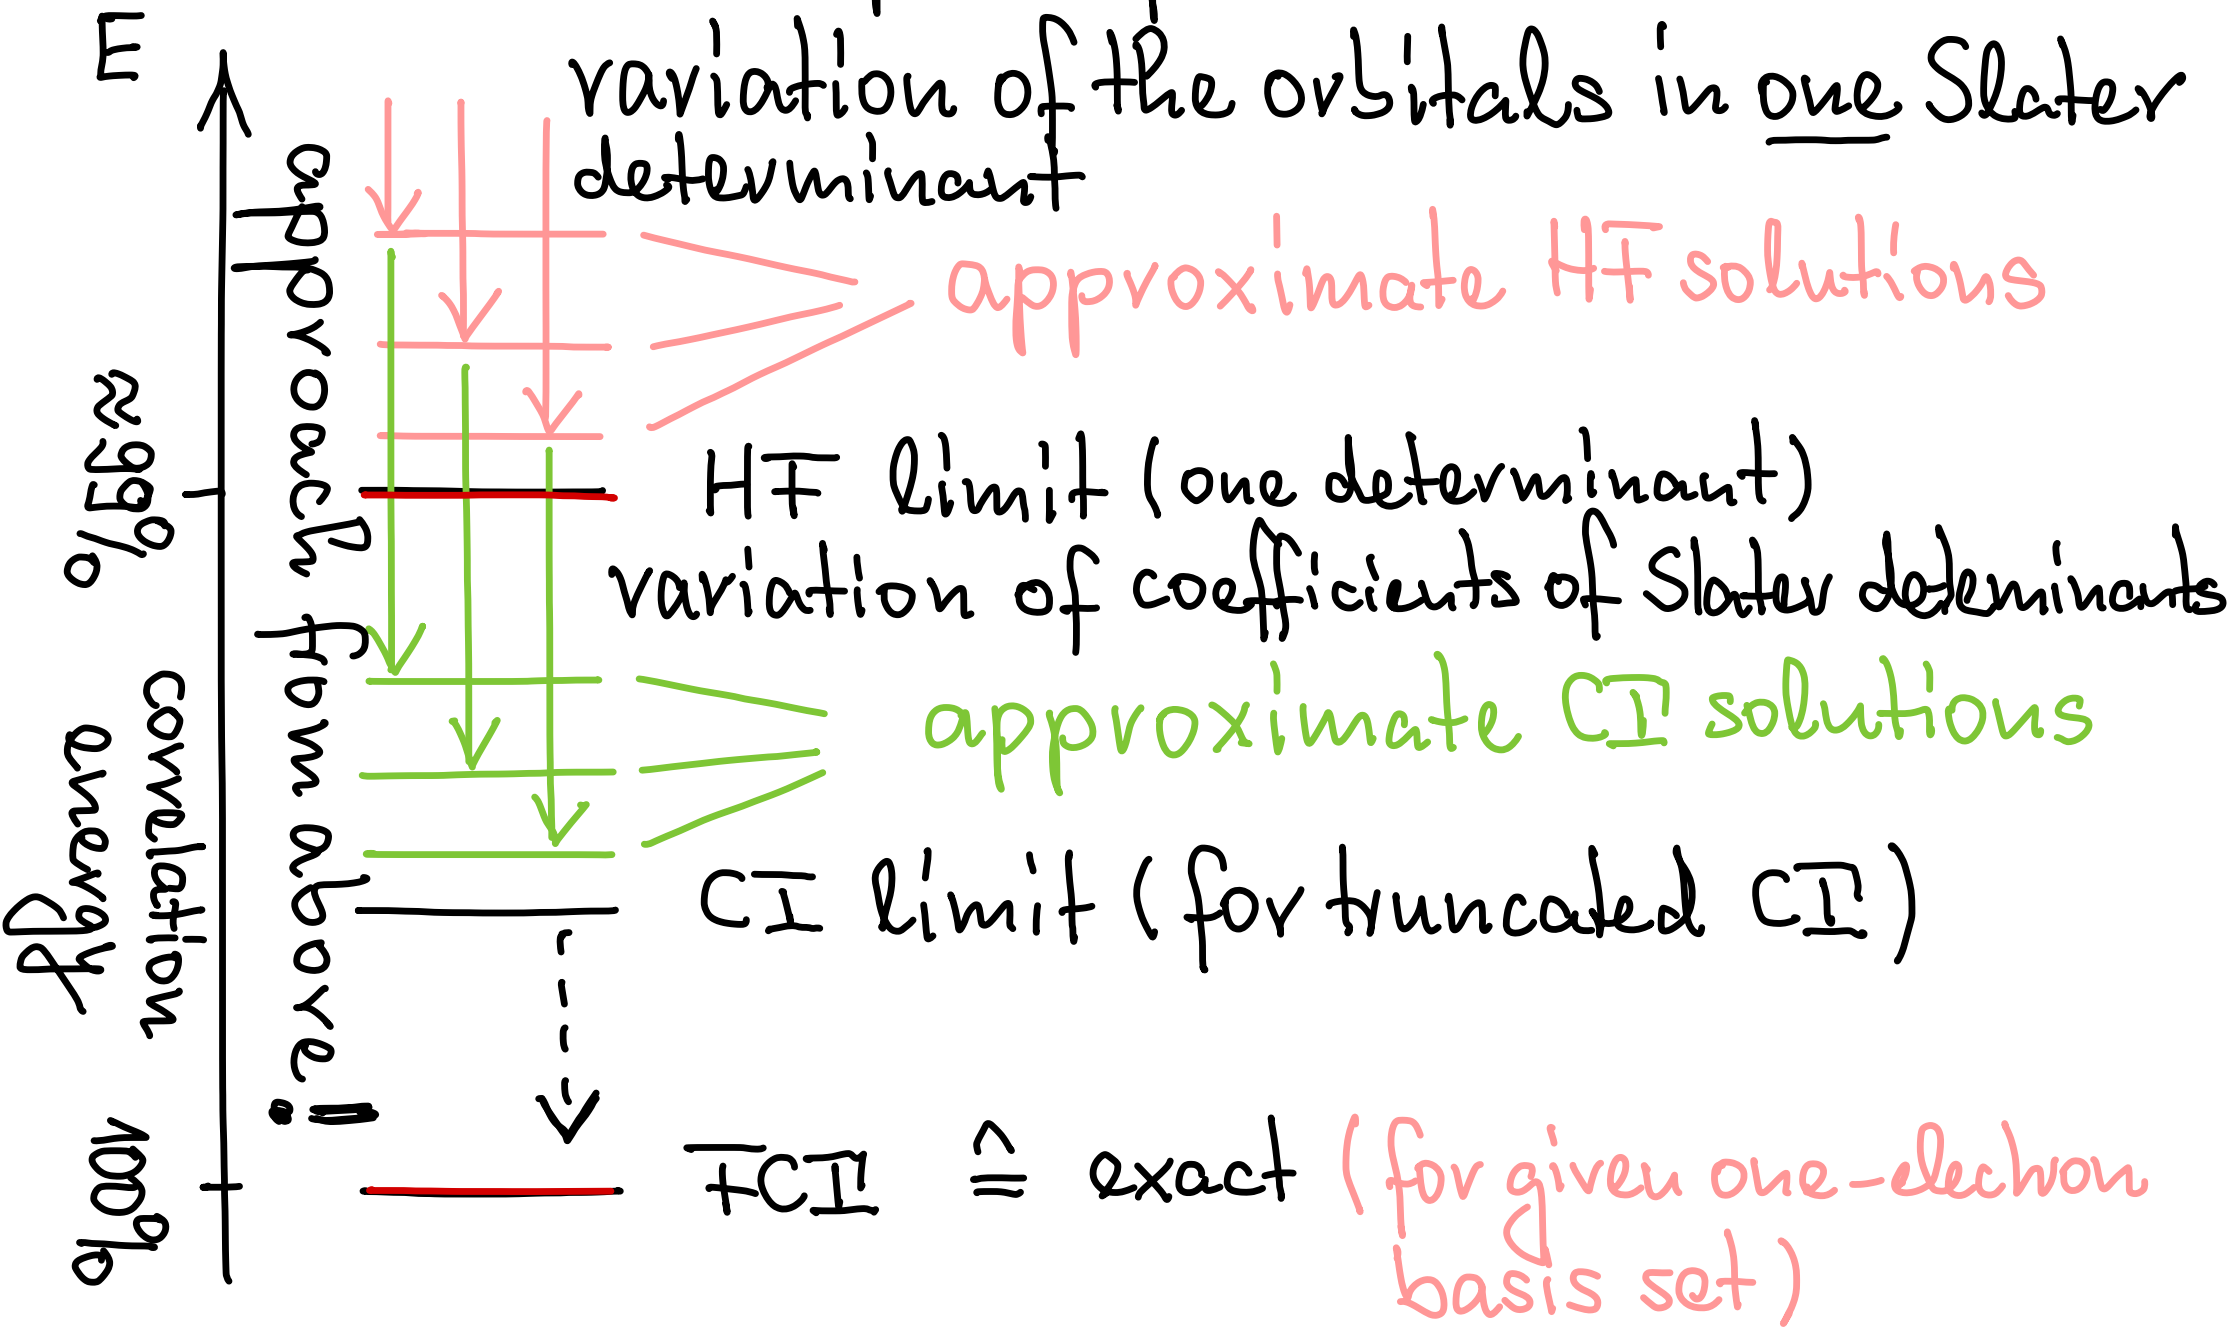 E
variation of the orbitals in one Slater
determinant
approximate HF solutions
HF limit (one determinant)
variation of coefficients of Slater deteminants
approximate CI solutions
CI limit (for truncated CI)
FCI ≙ exact (for given one-electron
basis set)
approach from above!
≈99%
correlation
energy
100%